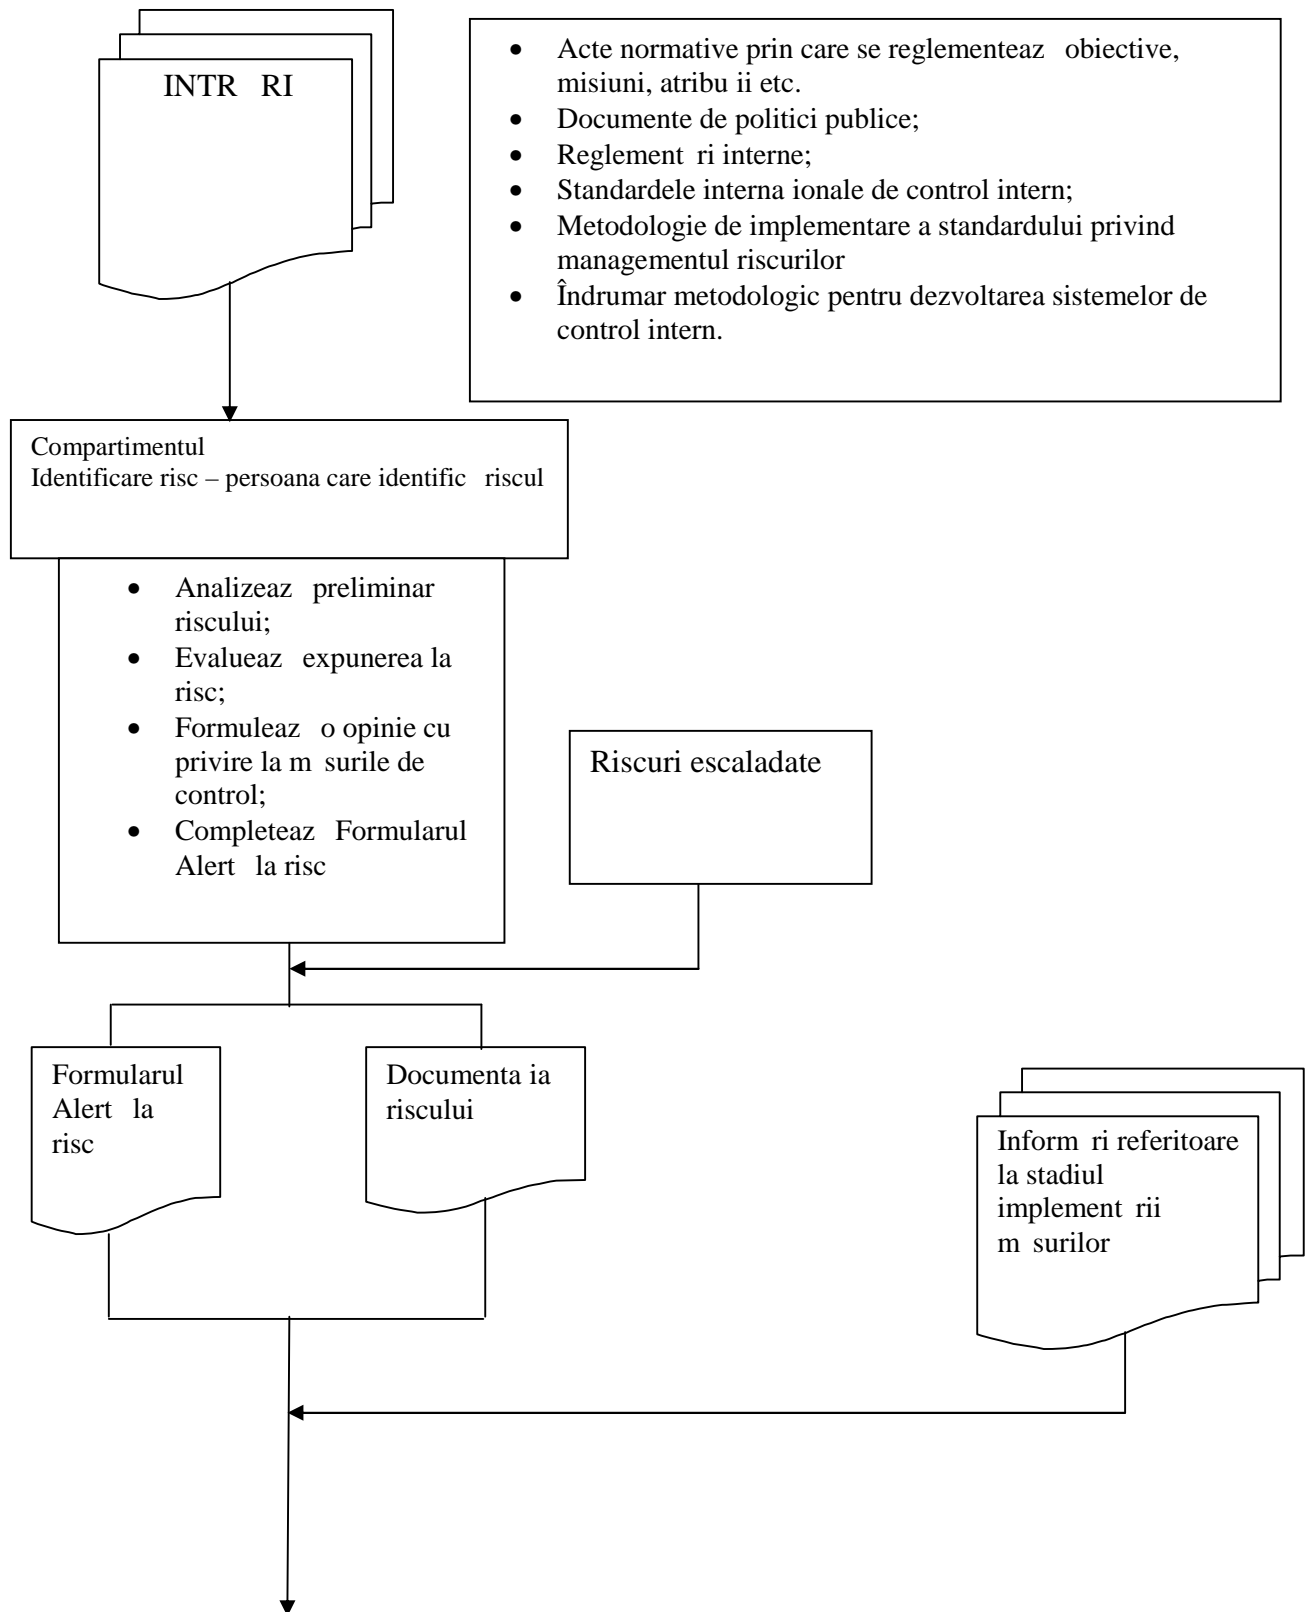 INTR RI
• Acte normative prin care se reglementeaz obiective,
misiuni, atribu ii etc.
• Documente de politici publice;
• Reglement ri interne;
• Standardele interna ionale de control intern;
• Metodologie de implementare a standardului privind
managementul riscurilor
• Îndrumar metodologic pentru dezvoltarea sistemelor de
control intern.
Compartimentul
Identificare risc – persoana care identific riscul
• Analizeaz preliminar
riscului;
• Evalueaz expunerea la
risc;
• Formuleaz o opinie cu
privire la m surile de
control;
• Completeaz Formularul
Alert la risc
Riscuri escaladate
Formularul
Alert la
risc
Documenta ia
riscului
Inform ri referitoare
la stadiul
implement rii
m surilor